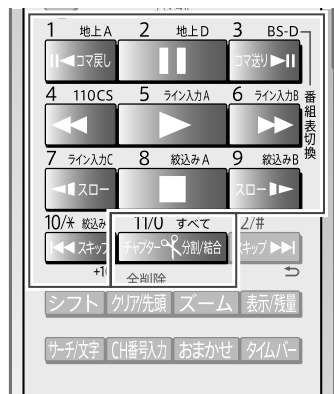 1 地上A 2 地上D 3 BS-D
コマ戻し コマ送り
4 110CS 5 ライン入力A 6 ライン入力B
番組表切換
7 ライン入力C 8 絞込みA 9 絞込みB
スロー スロー
10/* 絞込み 11/0 すべて 2/#
スキップ チャプター 分割/結合 スキップ
+10
全削除
シフト クリア/先頭 ズーム 表示/残量
サーチ/文字 CH番号入力 おまかせ タイムバー